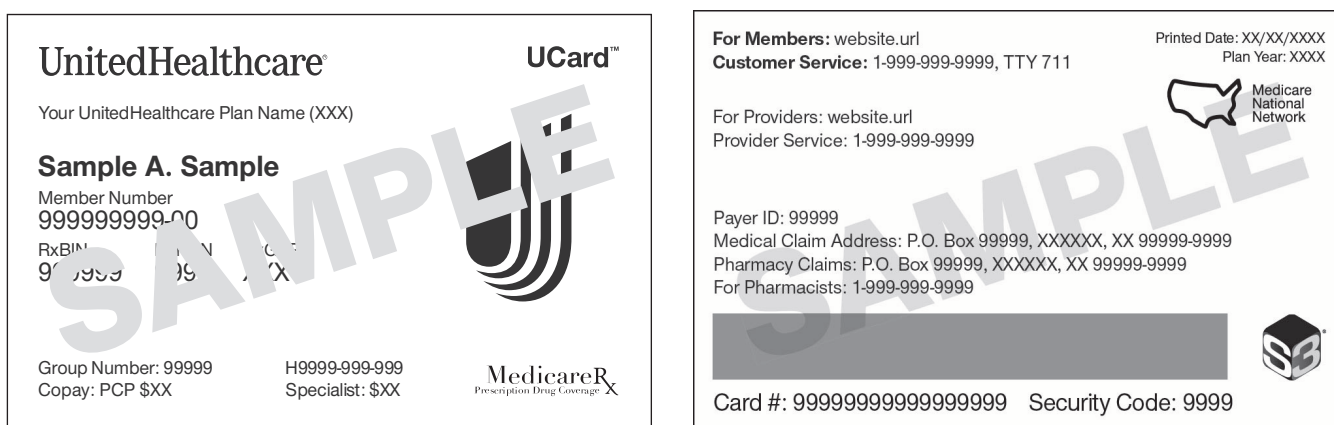 UnitedHealthcare®
UCard™
Your UnitedHealthcare Plan Name (XXX)
Sample A. Sample
Member Number
999999999-00
RxBIN
Group Number: 99999 H9999-999-999
Copay: PCP $XX Specialist: $XX
MedicareRx
Prescription Drug Coverage
SAMPLE
For Members: website.url
Customer Service: 1-999-999-9999, TTY 711
Printed Date: XX/XX/XXXX
Plan Year: XXXX
Medicare
National
Network
For Providers: website.url
Provider Service: 1-999-999-9999
Payer ID: 99999
Medical Claim Address: P.O. Box 99999, XXXXXX, XX 99999-9999
Pharmacy Claims: P.O. Box 99999, XXXXXX, XX 99999-9999
For Pharmacists: 1-999-999-9999
S3®
Card #: 99999999999999999 Security Code: 9999
SAMPLE